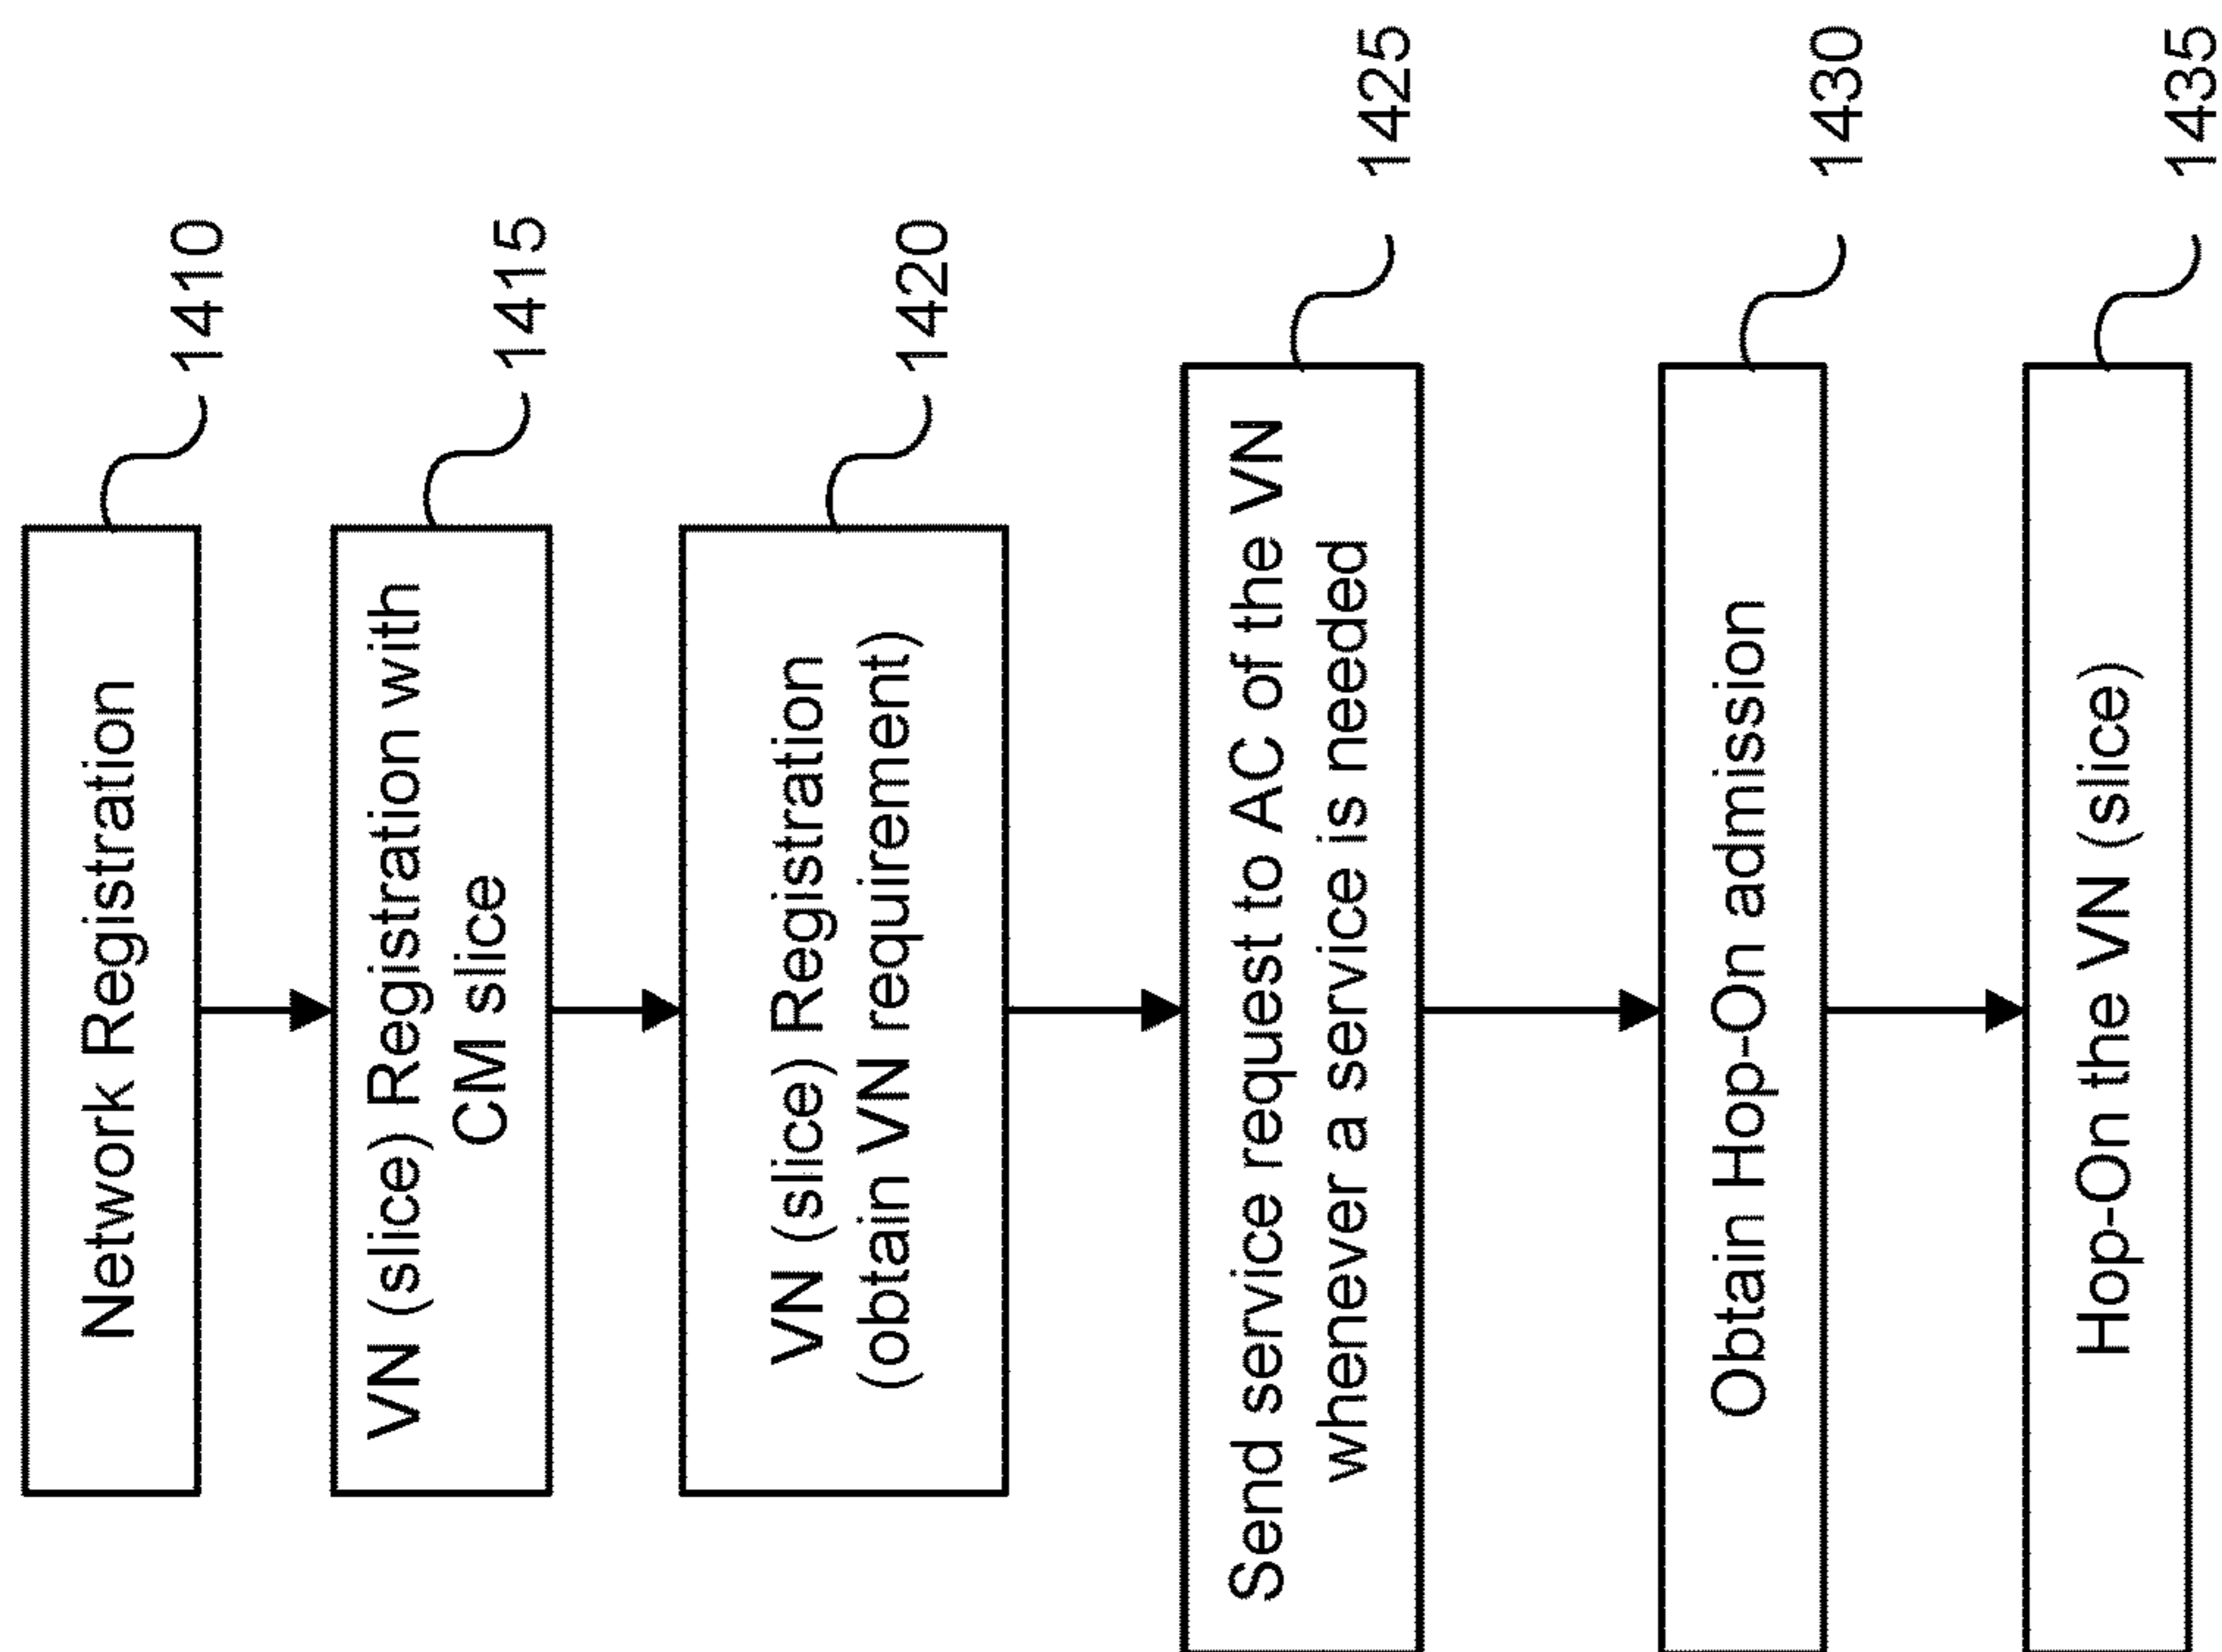 Network Registration
1410
VN (slice) Registration with
CM slice
1415
VN (slice) Registration
(obtain VN requirement)
1420
Send service request to AC of the VN
whenever a service is needed
1425
Obtain Hop-On admission
1430
Hop-On the VN (slice)
1435